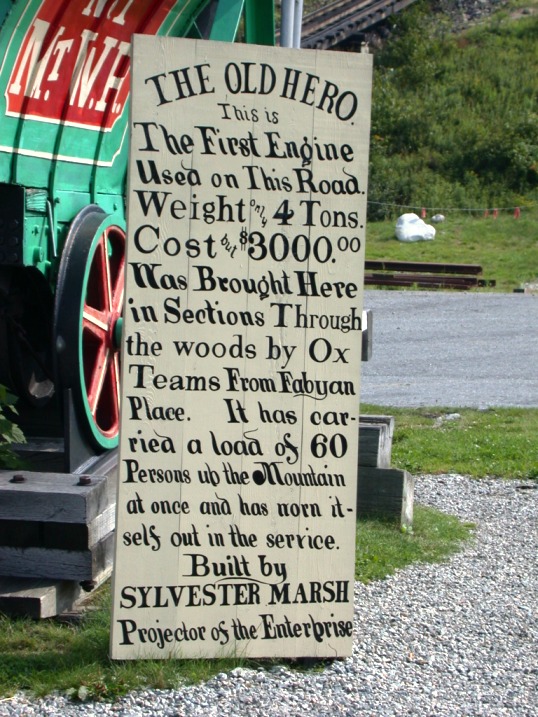 Mt. W. R.
THE OLD HERO.
This is
The First Engine
Used on This Road.
Weight only 4 Tons.
Cost but $3000.00
Was Brought Here
in Sections Through
the woods by Ox
Teams From Fabyan
Place. It has car-
ried a load of 60
Persons up the Mountain
at once and has worn it-
self out in the service.
Built by
SYLVESTER MARSH
Projector of the Enterprise